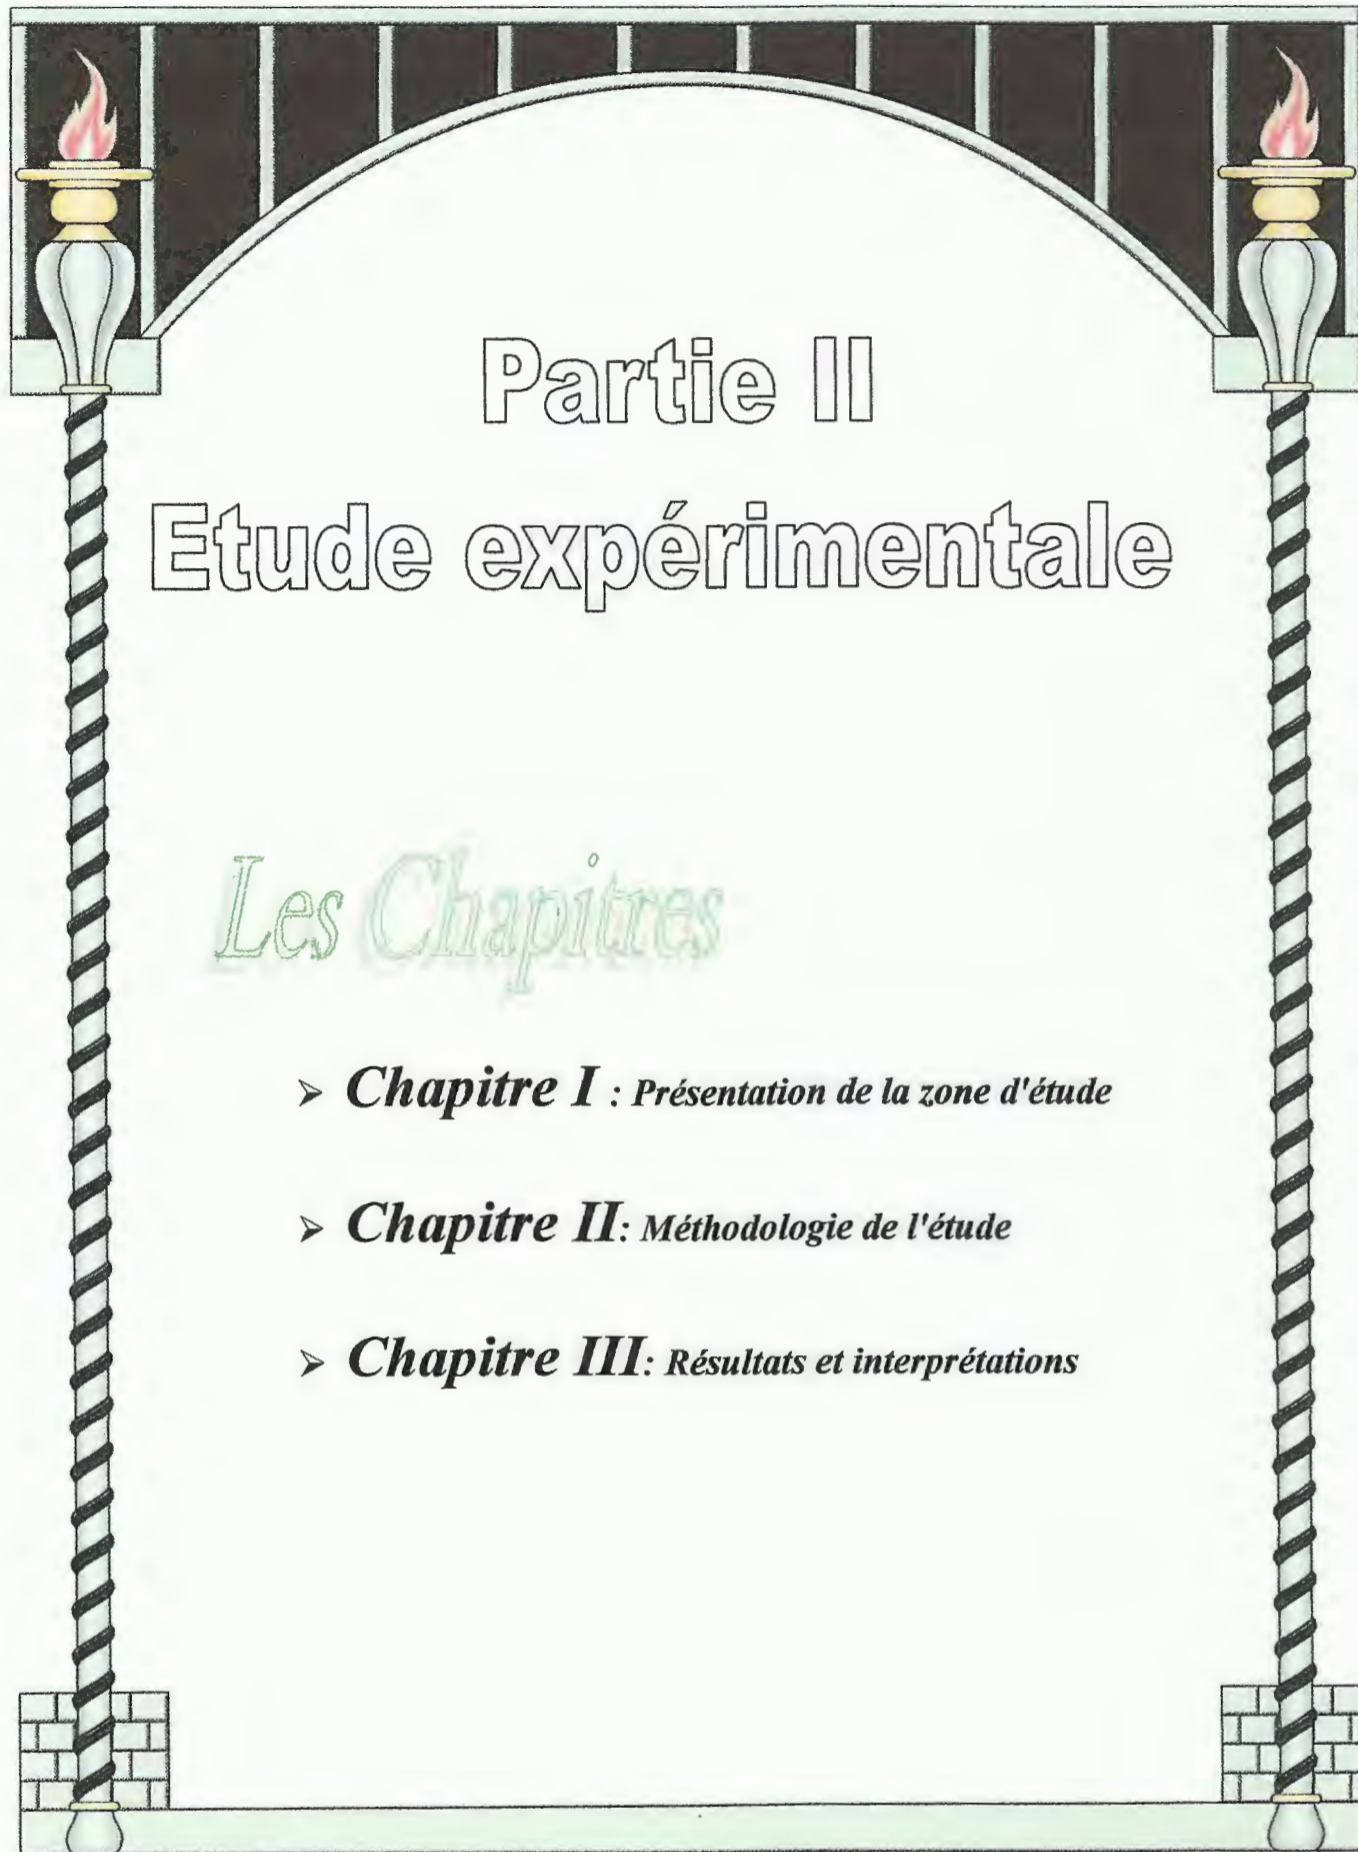 Partie II
Etude expérimentale
Les Chapitres
➢ Chapitre I : Présentation de la zone d'étude
➢ Chapitre II: Méthodologie de l'étude
➢ Chapitre III: Résultats et interprétations